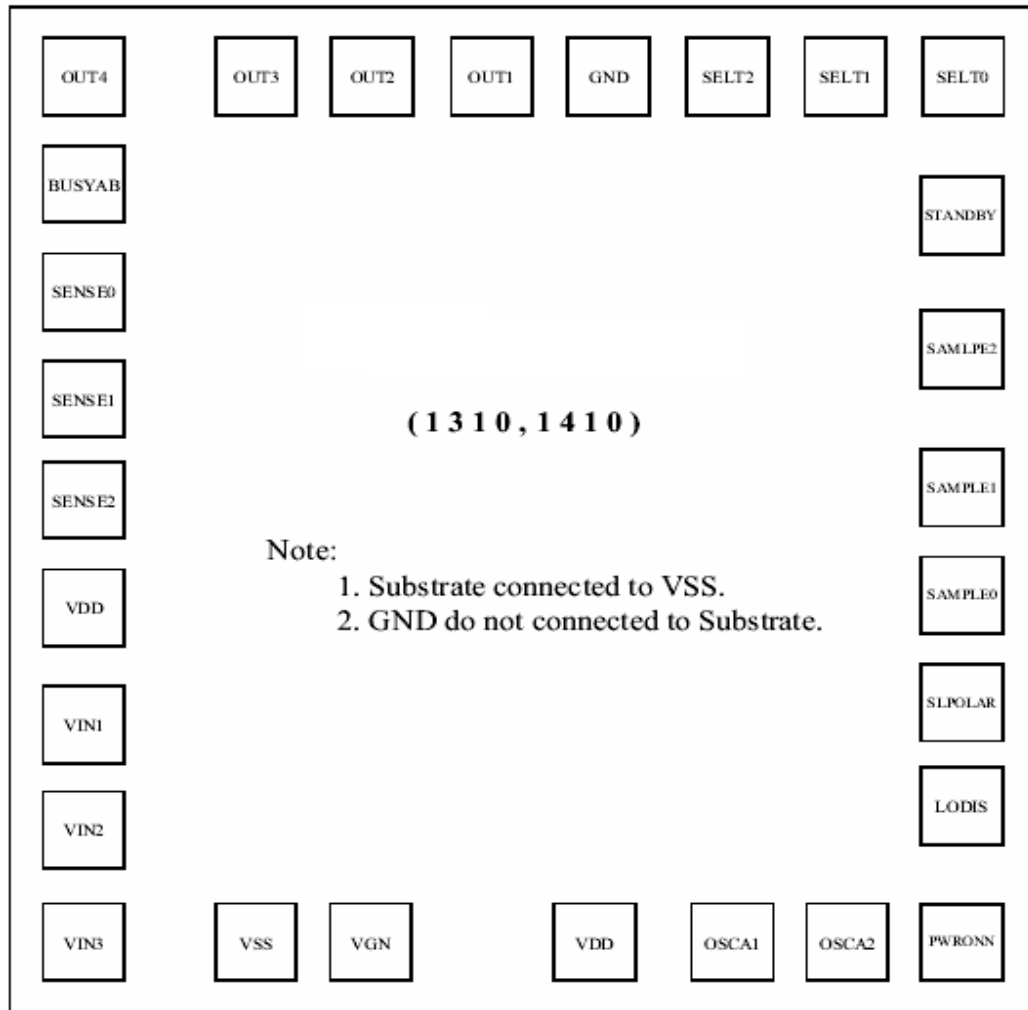 OUT4 OUT3 OUT2 OUT1 GND SELT2 SELT1 SELT0
BUSYAB
STANDBY
SENSE0
SAMLPE2
SENSE1
(1310,1410)
SENSE2
SAMPLE1
Note:
1. Substrate connected to VSS.
2. GND do not connected to Substrate.
VDD
SAMPLE0
VIN1
SLPOLAR
VIN2
LODIS
VIN3 VSS VGN VDD OSCA1 OSCA2 PWRONN